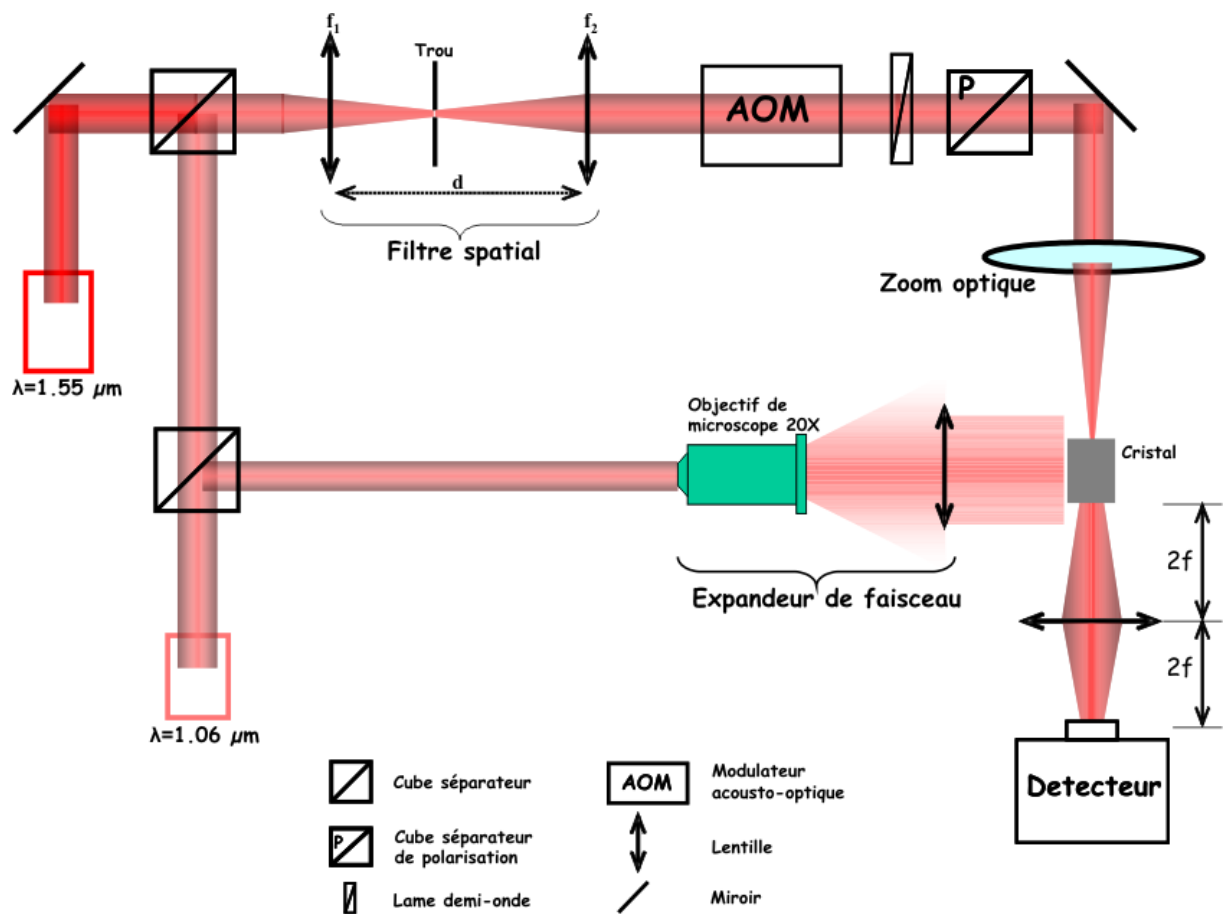 f₁
f₂
Trou
AOM
P
d
Filtre spatial
Zoom optique
λ=1.55 µm
Objectif de
microscope 20X
Cristal
2f
Expandeur de faisceau
2f
λ=1.06 µm
Detecteur
Cube séparateur
AOM
Modulateur
acousto-optique
P
Cube séparateur
de polarisation
Lentille
Lame demi-onde
Miroir